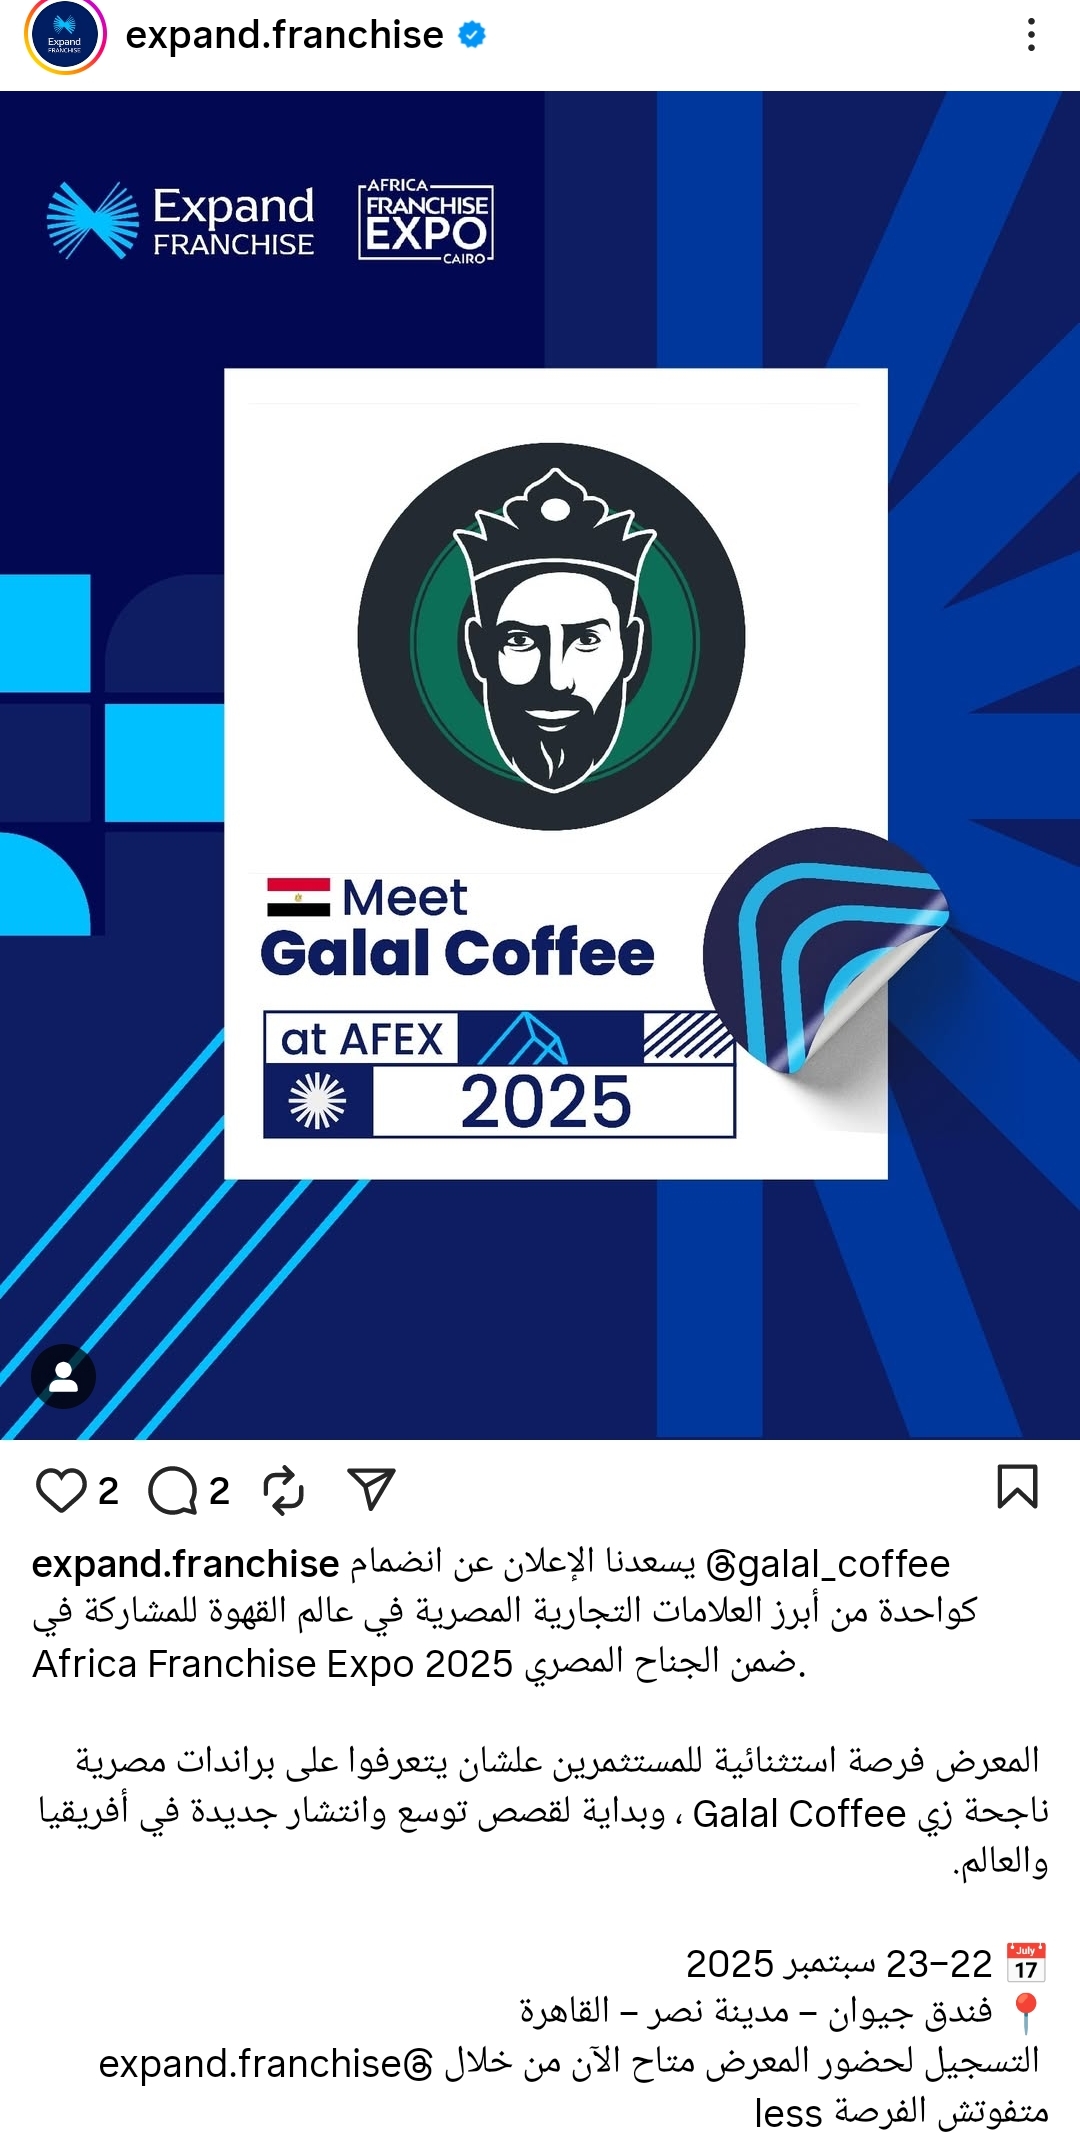 Expand
FRANCHISE
expand.franchise
Expand
FRANCHISE
AFRICA
FRANCHISE
EXPO
CAIRO
Meet
Galal Coffee
at AFEX
2025
2
2
expand.franchise يسعدنا الإعلان عن انضمام @galal_coffee
كواحدة من أبرز العلامات التجارية المصرية في عالم القهوة للمشاركة في
Africa Franchise Expo 2025 ضمن الجناح المصري.
المعرض فرصة استثنائية للمستثمرين علشان يتعرفوا على براندات مصرية
ناجحة زي Galal Coffee ، وبداية لقصص توسع وانتشار جديدة في أفريقيا
والعالم.
📅 22–23 سبتمبر 2025
📍 فندق جيوان – مدينة نصر – القاهرة
التسجيل لحضور المعرض متاح الآن من خلال @expand.franchise
متفوتش الفرصة less